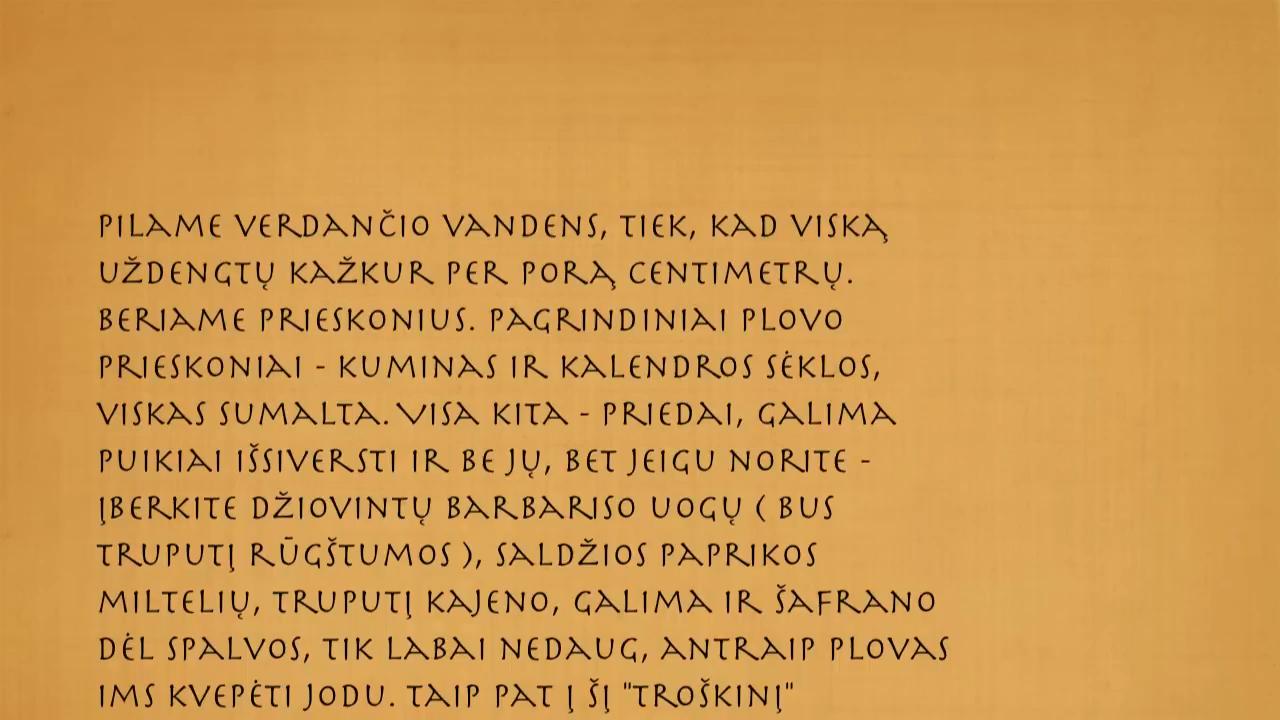 PILAME VERDANČIO VANDENS, TIEK, KAD VISKĄ
UŽDENGTŲ KAŽKUR PER PORĄ CENTIMETRŲ.
BERIAME PRIESKONIUS. PAGRINDINIAI PLOVO
PRIESKONIAI - KUMINAS IR KALENDROS SĖKLOS,
VISKAS SUMALTA. VISA KITA - PRIEDAI, GALIMA
PUIKIAI IŠSIVERSTI IR BE JŲ, BET JEIGU NORITE -
ĮBERKITE DŽIOVINTŲ BARBARISO UOGŲ ( BUS
TRUPUTĮ RŪGŠTUMOS ), SALDŽIOS PAPRIKOS
MILTELIŲ, TRUPUTĮ KAJENO, GALIMA IR ŠAFRANO
DĖL SPALVOS, TIK LABAI NEDAUG, ANTRAIP PLOVAS
IMS KVEPĖTI JODU. TAIP PAT Į ŠĮ "TROŠKINĮ"